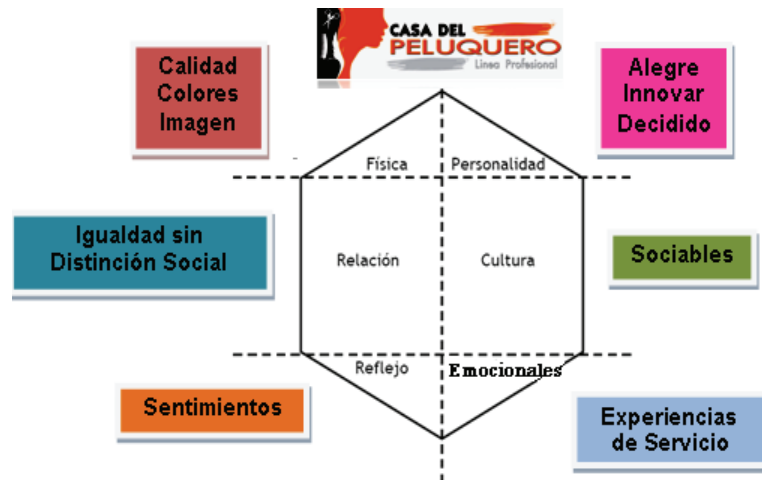 CASA DEL
PELUQUERO
Linea Profesional
Calidad
Colores
Imagen
Alegre
Innovar
Decidido
Física
Personalidad
Igualdad sin
Distinción Social
Relación
Cultura
Sociables
Reflejo
Emocionales
Sentimientos
Experiencias
de Servicio